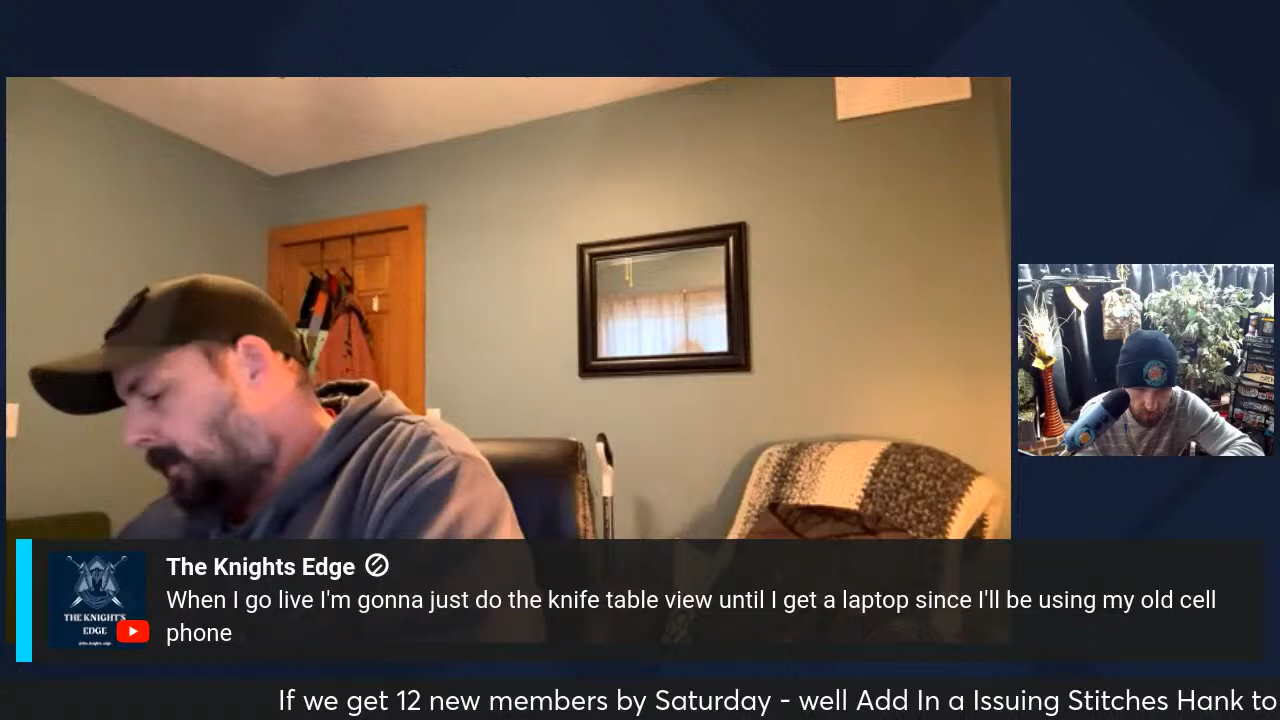 The Knights Edge
When I go live I'm gonna just do the knife table view until I get a laptop since I'll be using my old cell
phone
THE KNIGHT'S
EDGE
If we get 12 new members by Saturday - well Add In a Issuing Stitches Hank to